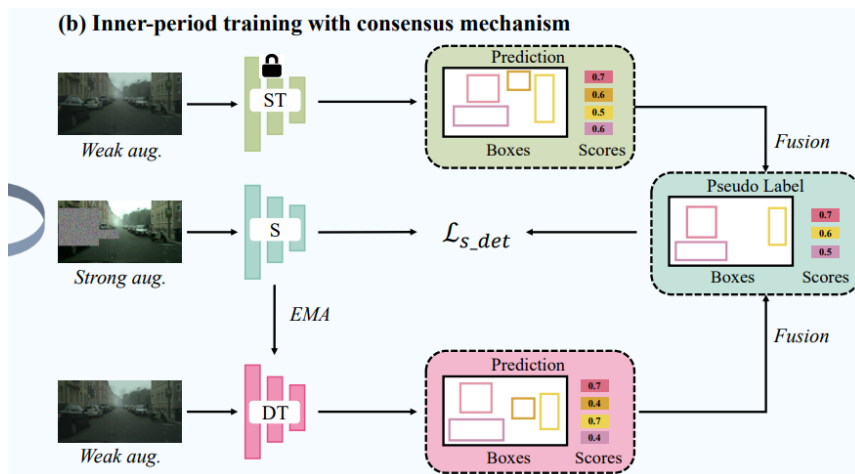 (b) Inner-period training with consensus mechanism
Prediction
ST
0.7
0.6
0.5
0.6
Weak aug.
Boxes
Scores
Fusion
Pseudo Label
S
ℒs_det
0.7
0.6
0.5
Strong aug.
Boxes
Scores
EMA
Fusion
Prediction
DT
0.7
0.4
0.7
0.4
Weak aug.
Boxes
Scores